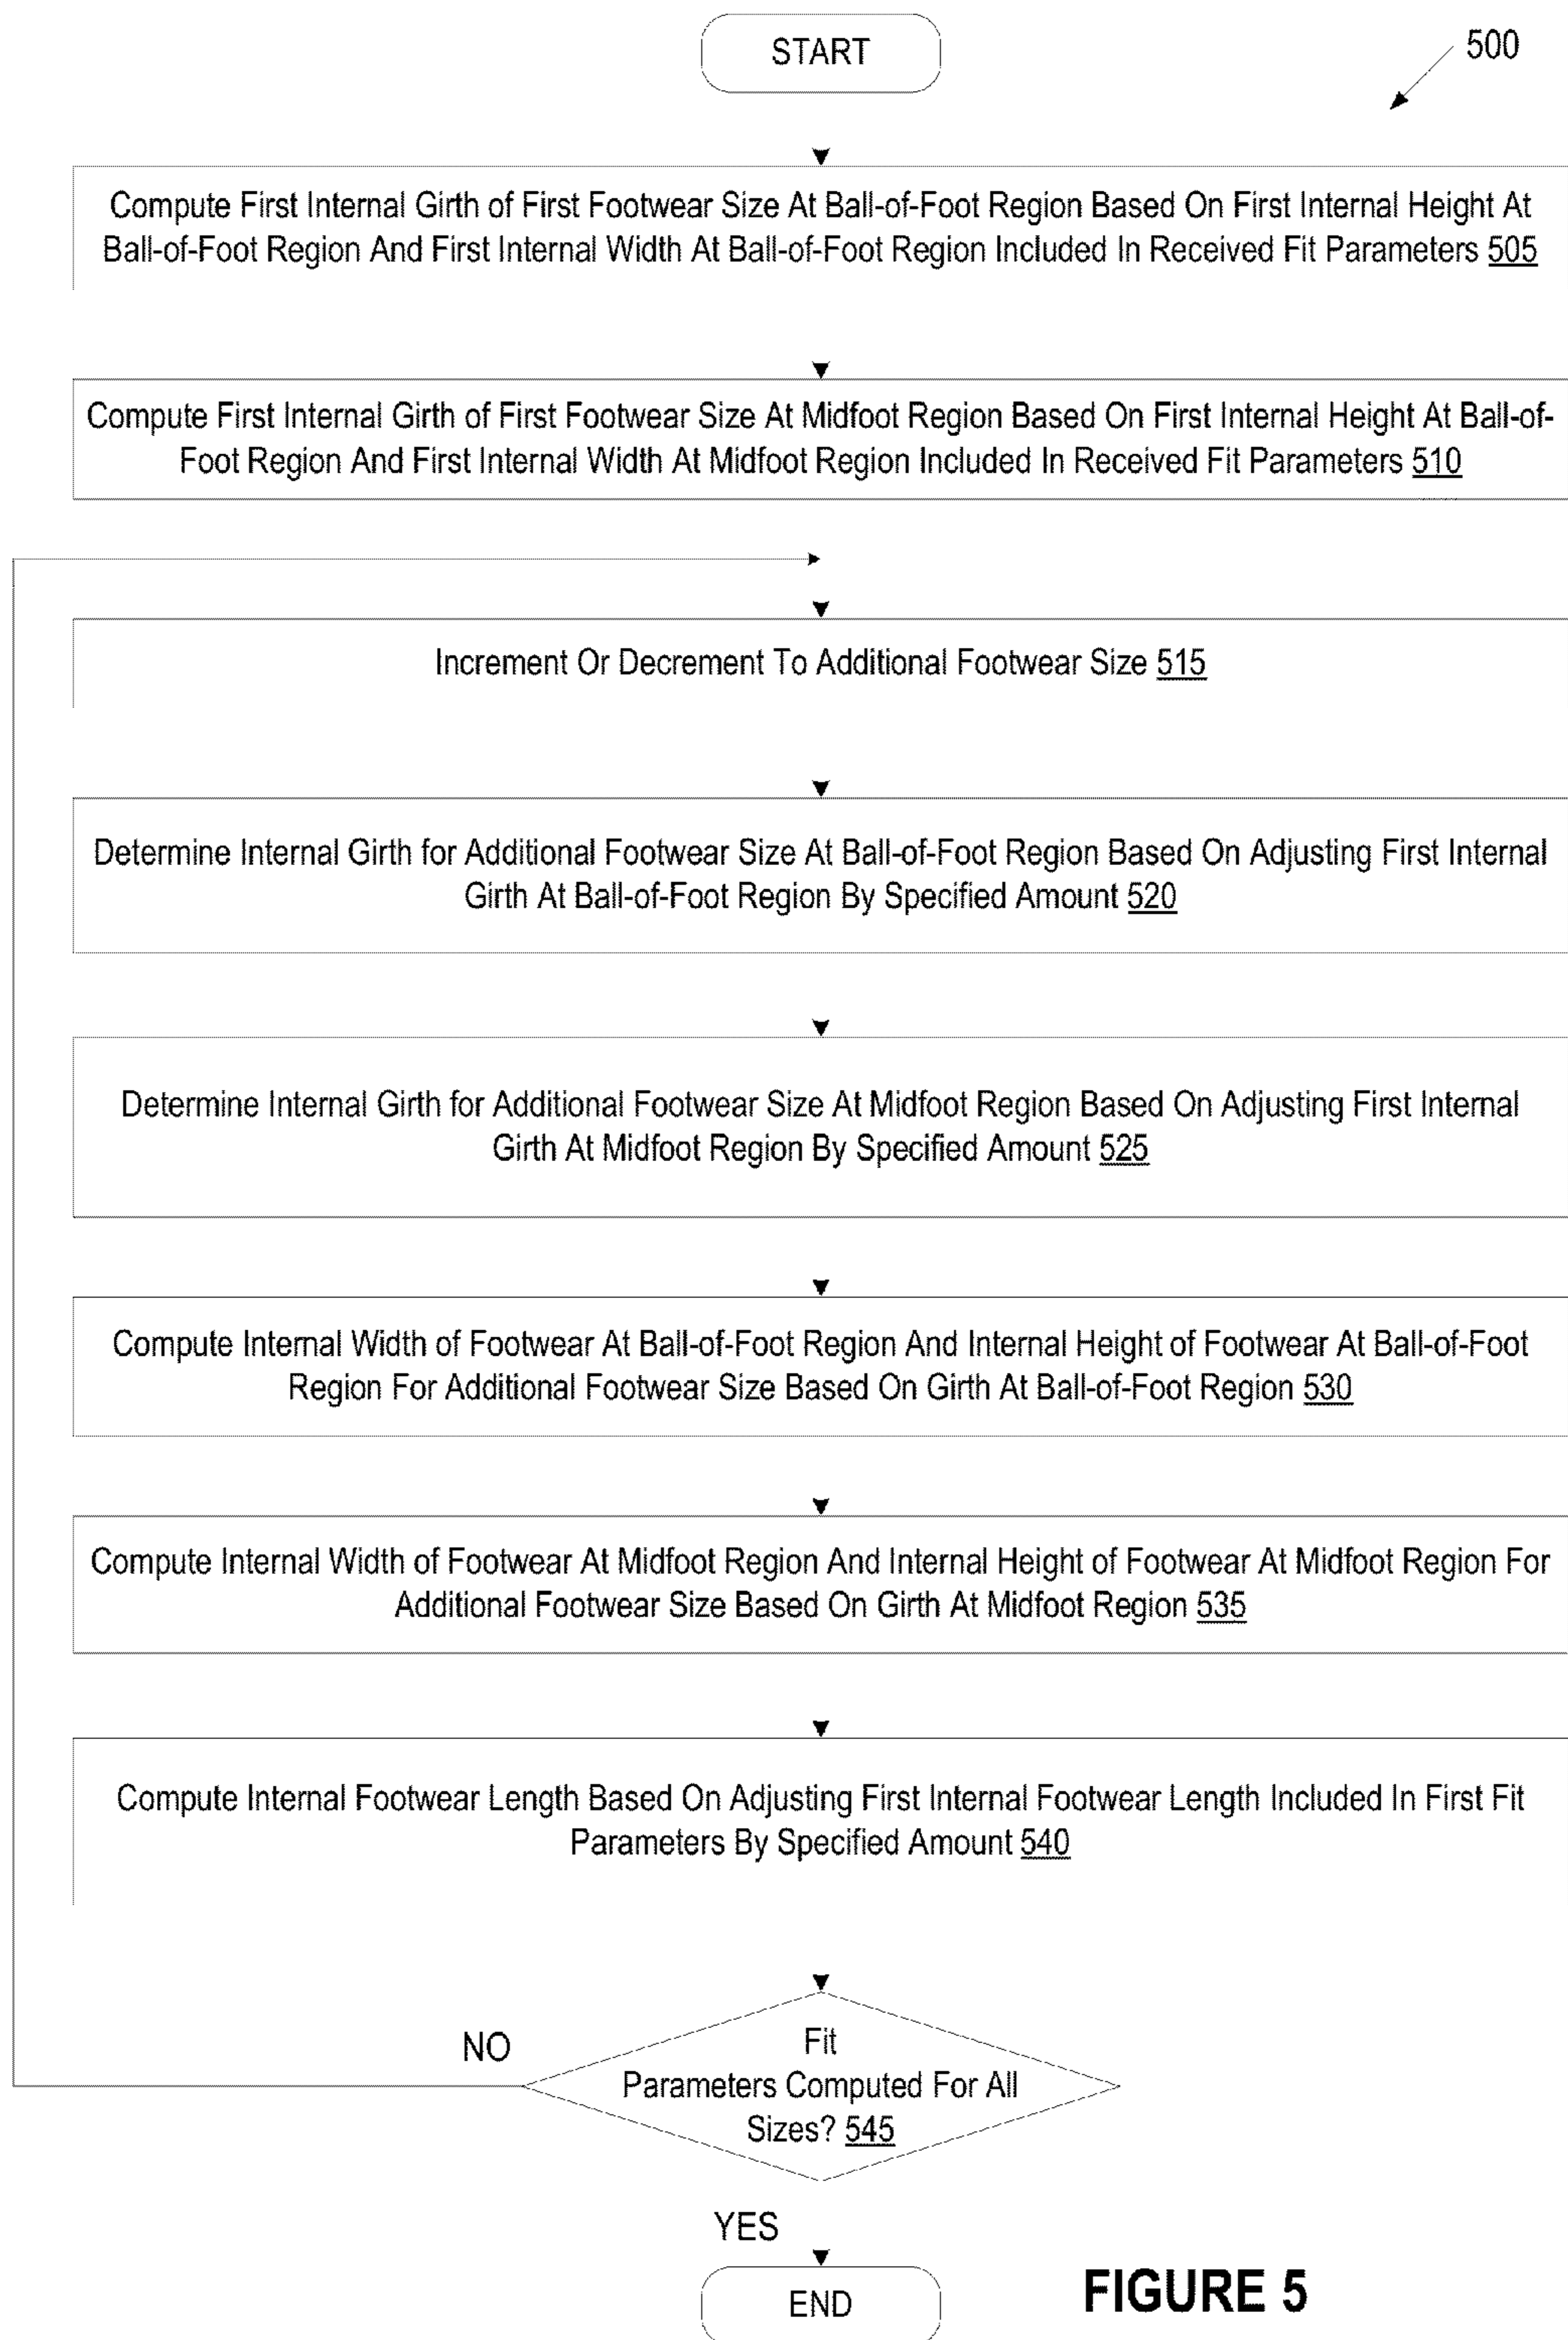 START
500
Compute First Internal Girth of First Footwear Size At Ball-of-Foot Region Based On First Internal Height At
Ball-of-Foot Region And First Internal Width At Ball-of-Foot Region Included In Received Fit Parameters 505
Compute First Internal Girth of First Footwear Size At Midfoot Region Based On First Internal Height At Ball-of-
Foot Region And First Internal Width At Midfoot Region Included In Received Fit Parameters 510
Increment Or Decrement To Additional Footwear Size 515
Determine Internal Girth for Additional Footwear Size At Ball-of-Foot Region Based On Adjusting First Internal
Girth At Ball-of-Foot Region By Specified Amount 520
Determine Internal Girth for Additional Footwear Size At Midfoot Region Based On Adjusting First Internal
Girth At Midfoot Region By Specified Amount 525
Compute Internal Width of Footwear At Ball-of-Foot Region And Internal Height of Footwear At Ball-of-Foot
Region For Additional Footwear Size Based On Girth At Ball-of-Foot Region 530
Compute Internal Width of Footwear At Midfoot Region And Internal Height of Footwear At Midfoot Region For
Additional Footwear Size Based On Girth At Midfoot Region 535
Compute Internal Footwear Length Based On Adjusting First Internal Footwear Length Included In First Fit
Parameters By Specified Amount 540
NO
Fit
Parameters Computed For All
Sizes? 545
YES
END
FIGURE 5